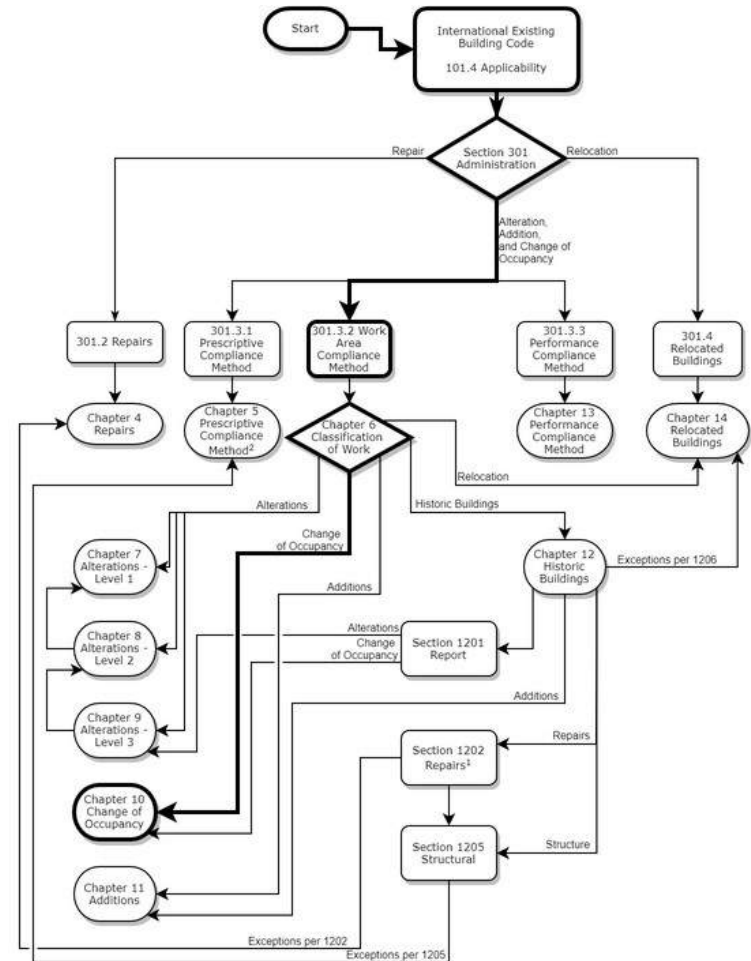 Start
International Existing
Building Code
101.4 Applicability
Section 301
Administration
Repair
Relocation
Alteration,
Addition,
and Change of
Occupancy
301.2 Repairs
301.3.1
Prescriptive
Compliance
Method
301.3.2 Work
Area
Compliance
Method
301.3.3
Performance
Compliance
Method
301.4
Relocated
Buildings
Chapter 4
Repairs
Chapter 5
Prescriptive
Compliance
Method²
Chapter 6
Classification
of Work
Chapter 13
Performance
Compliance
Method
Chapter 14
Relocated
Buildings
Relocation
Alterations
Historic Buildings
Change
of Occupancy
Chapter 7
Alterations -
Level 1
Additions
Chapter 12
Historic
Buildings
Exceptions per 1206
Chapter 8
Alterations -
Level 2
Alterations
Change
of Occupancy
Section 1201
Report
Additions
Chapter 9
Alterations -
Level 3
Repairs
Section 1202
Repairs¹
Chapter 10
Change of
Occupancy
Section 1205
Structural
Structure
Chapter 11
Additions
Exceptions per 1202
Exceptions per 1205